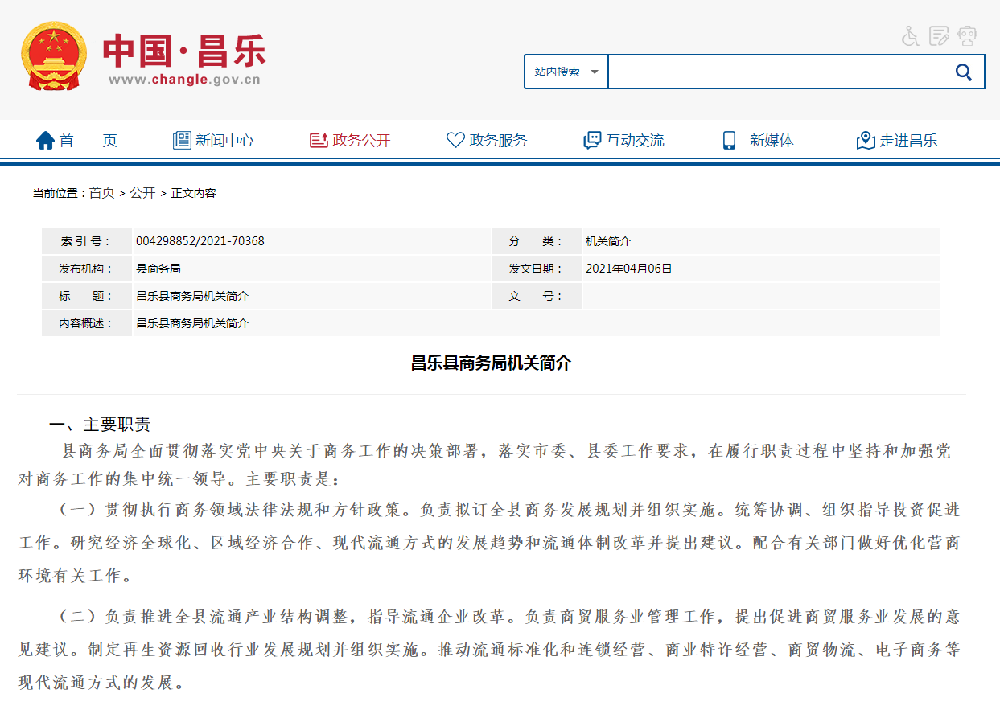 中国·昌乐
www.changle.gov.cn
站内搜索
首 页 新闻中心 政务公开 政务服务 互动交流 新媒体 走进昌乐
当前位置：首页 > 公开 > 正文内容
索 引 号： 004298852/2021-70368 分 类： 机关简介
发布机构： 县商务局 发文日期： 2021年04月06日
标 题： 昌乐县商务局机关简介 文 号：
内容概述： 昌乐县商务局机关简介
昌乐县商务局机关简介
一、主要职责
县商务局全面贯彻落实党中央关于商务工作的决策部署，落实市委、县委工作要求，在履行职责过程中坚持和加强党
对商务工作的集中统一领导。主要职责是：
（一）贯彻执行商务领域法律法规和方针政策。负责拟订全县商务发展规划并组织实施。统筹协调、组织指导投资促进
工作。研究经济全球化、区域经济合作、现代流通方式的发展趋势和流通体制改革并提出建议。配合有关部门做好优化营商
环境有关工作。
（二）负责推进全县流通产业结构调整，指导流通企业改革。负责商贸服务业管理工作，提出促进商贸服务业发展的意
见建议。制定再生资源回收行业发展规划并组织实施。推动流通标准化和连锁经营、商业特许经营、商贸物流、电子商务等
现代流通方式的发展。